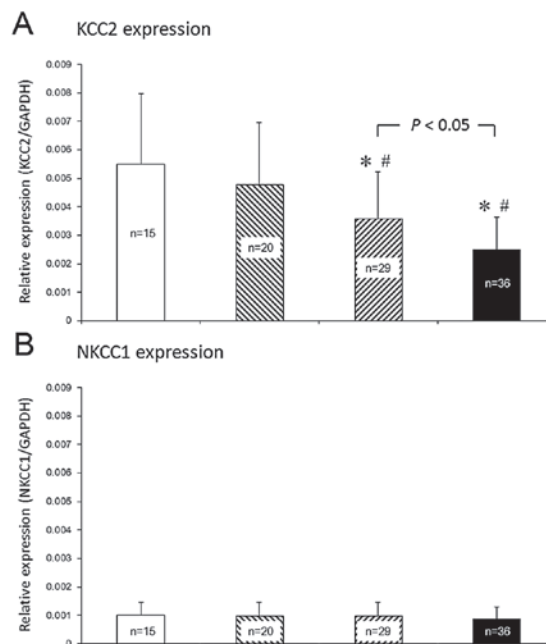 A KCC2 expression
Relative expression (KCC2/GAPDH)
0.009
0.008
0.007
0.006
0.005
0.004
0.003
0.002
0.001
0
P < 0.05
* #
* #
n=15
n=20
n=29
n=36
B NKCC1 expression
Relative expression (NKCC1/GAPDH)
0.009
0.008
0.007
0.006
0.005
0.004
0.003
0.002
0.001
0
n=15
n=20
n=29
n=36